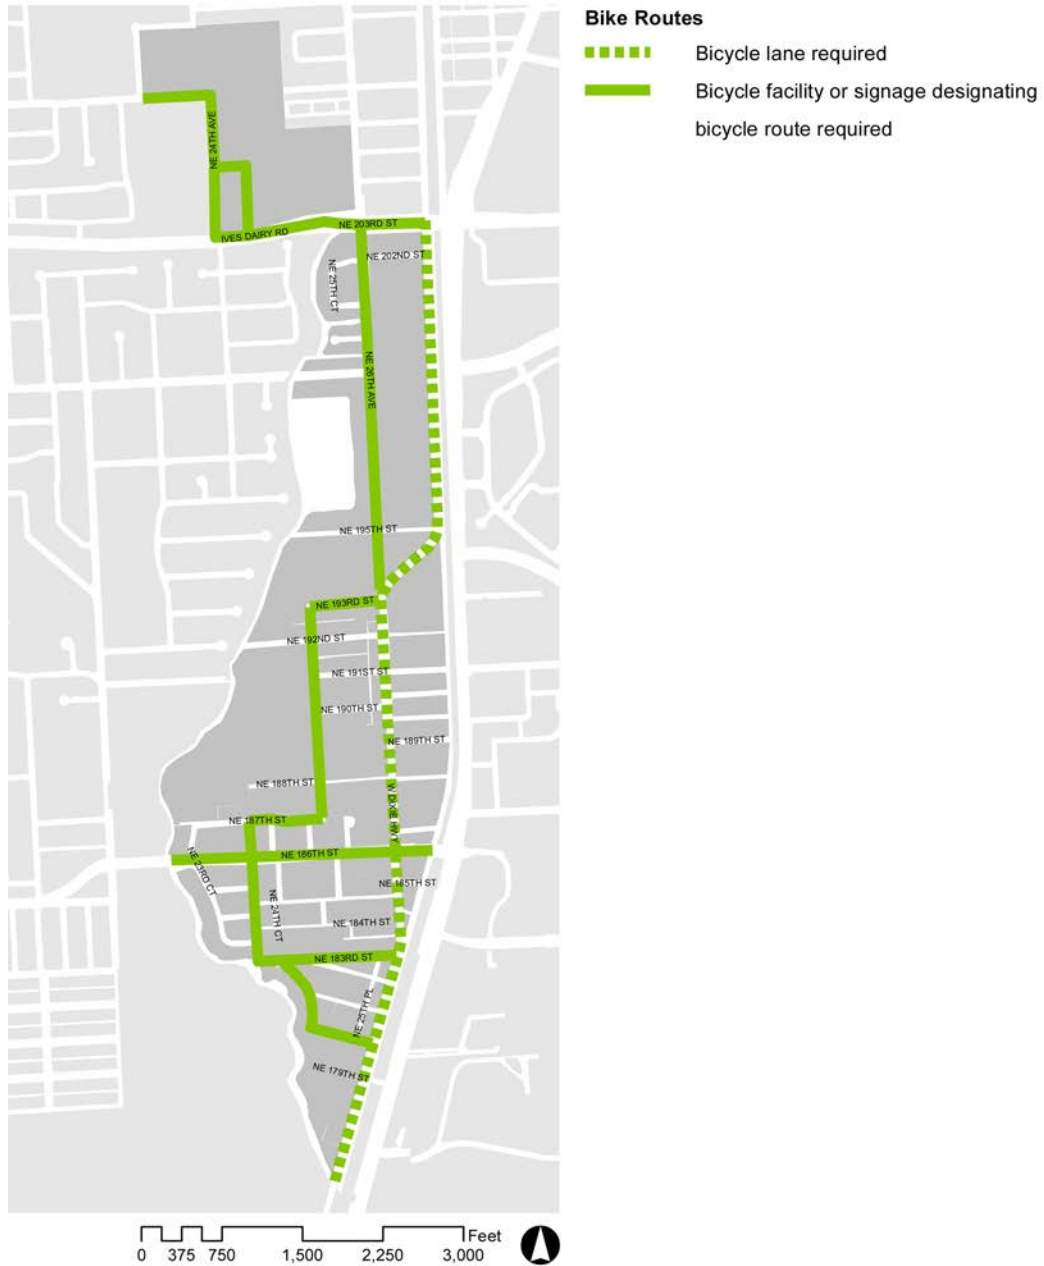 Bike Routes
Bicycle lane required
Bicycle facility or signage designating
bicycle route required
NE 24TH AVE
NE 203RD ST
IVES DAIRY RD
NE 202ND ST
NE 25TH CT
NE 26TH AVE
NE 195TH ST
NE 193RD ST
NE 192ND ST
NE 191ST ST
NE 190TH ST
NE 189TH ST
NE 188TH ST
W DIXIE HWY
NE 187TH ST
NE 186TH ST
NE 23RD CT
NE 185TH ST
NE 24TH CT
NE 184TH ST
NE 183RD ST
NE 25TH PL
NE 179TH ST
Feet
0 375 750 1,500 2,250 3,000